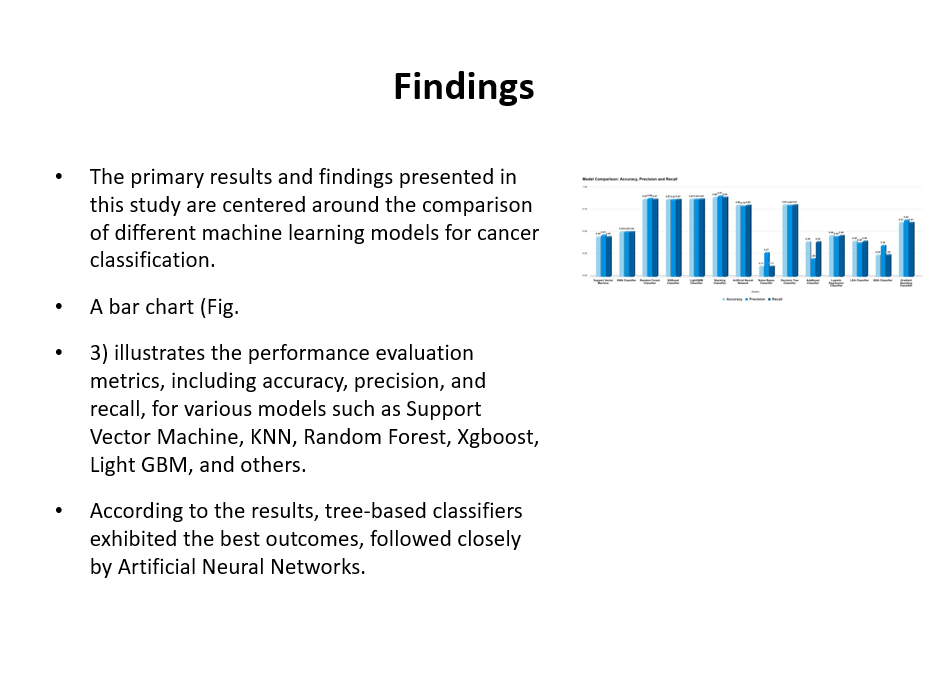 Findings
• The primary results and findings presented in
this study are centered around the comparison
of different machine learning models for cancer
classification.
• A bar chart (Fig.
• 3) illustrates the performance evaluation
metrics, including accuracy, precision, and
recall, for various models such as Support
Vector Machine, KNN, Random Forest, Xgboost,
Light GBM, and others.
• According to the results, tree-based classifiers
exhibited the best outcomes, followed closely
by Artificial Neural Networks.
Model Comparison: Accuracy, Precision and Recall
Accuracy Precision Recall